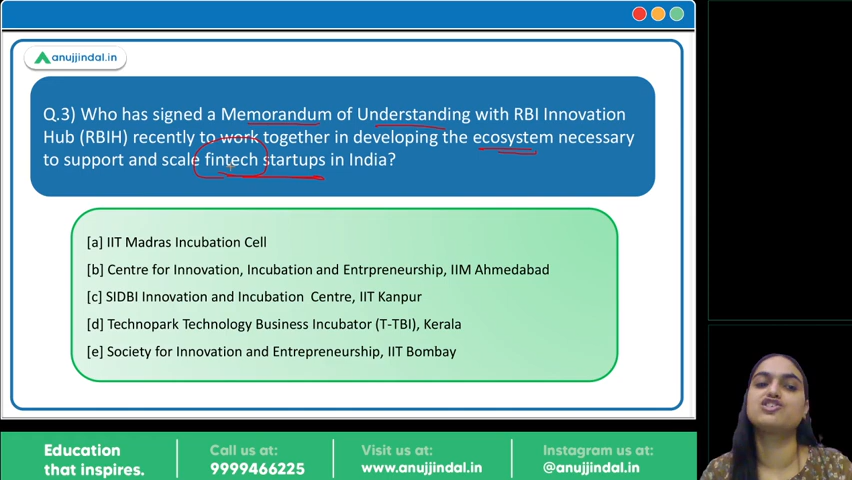 anujjindal.in
Q.3) Who has signed a Memorandum of Understanding with RBI Innovation
Hub (RBIH) recently to work together in developing the ecosystem necessary
to support and scale fintech startups in India?
[a] IIT Madras Incubation Cell
[b] Centre for Innovation, Incubation and Entrpreneurship, IIM Ahmedabad
[c] SIDBI Innovation and Incubation Centre, IIT Kanpur
[d] Technopark Technology Business Incubator (T-TBI), Kerala
[e] Society for Innovation and Entrepreneurship, IIT Bombay
Education
that inspires.
Call us at:
9999466225
Visit us at:
www.anujjindal.in
Instagram us at:
@anujjindal.in